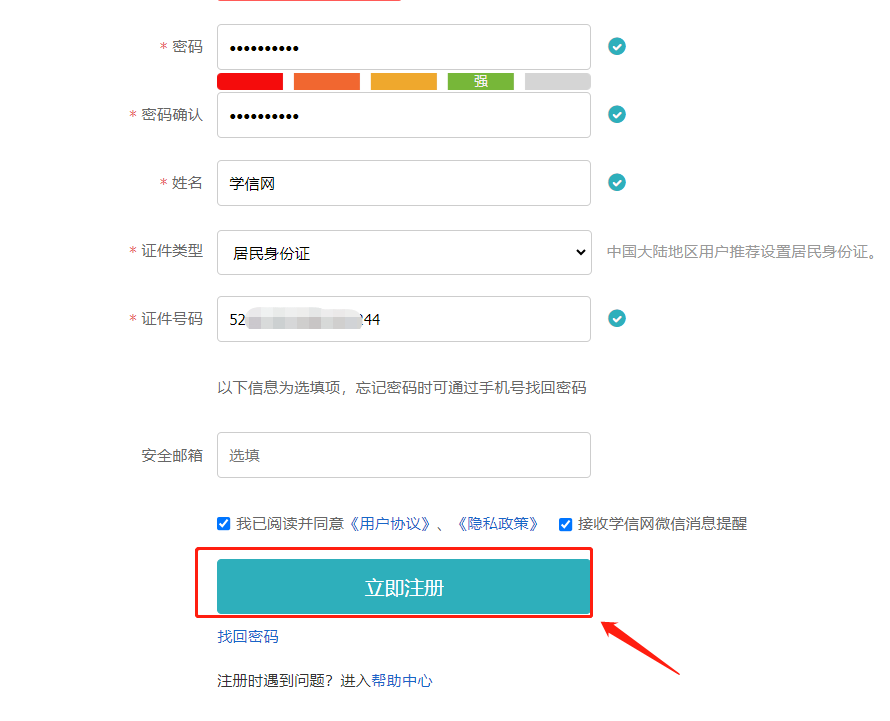 * 密码 ••••••••••
强
* 密码确认 ••••••••••
* 姓名 学信网
* 证件类型 居民身份证 中国大陆地区用户推荐设置居民身份证。
* 证件号码 52 44
以下信息为选填项，忘记密码时可通过手机号找回密码
安全邮箱 选填
我已阅读并同意《用户协议》、《隐私政策》 接收学信网微信消息提醒
立即注册
找回密码
注册时遇到问题？进入帮助中心